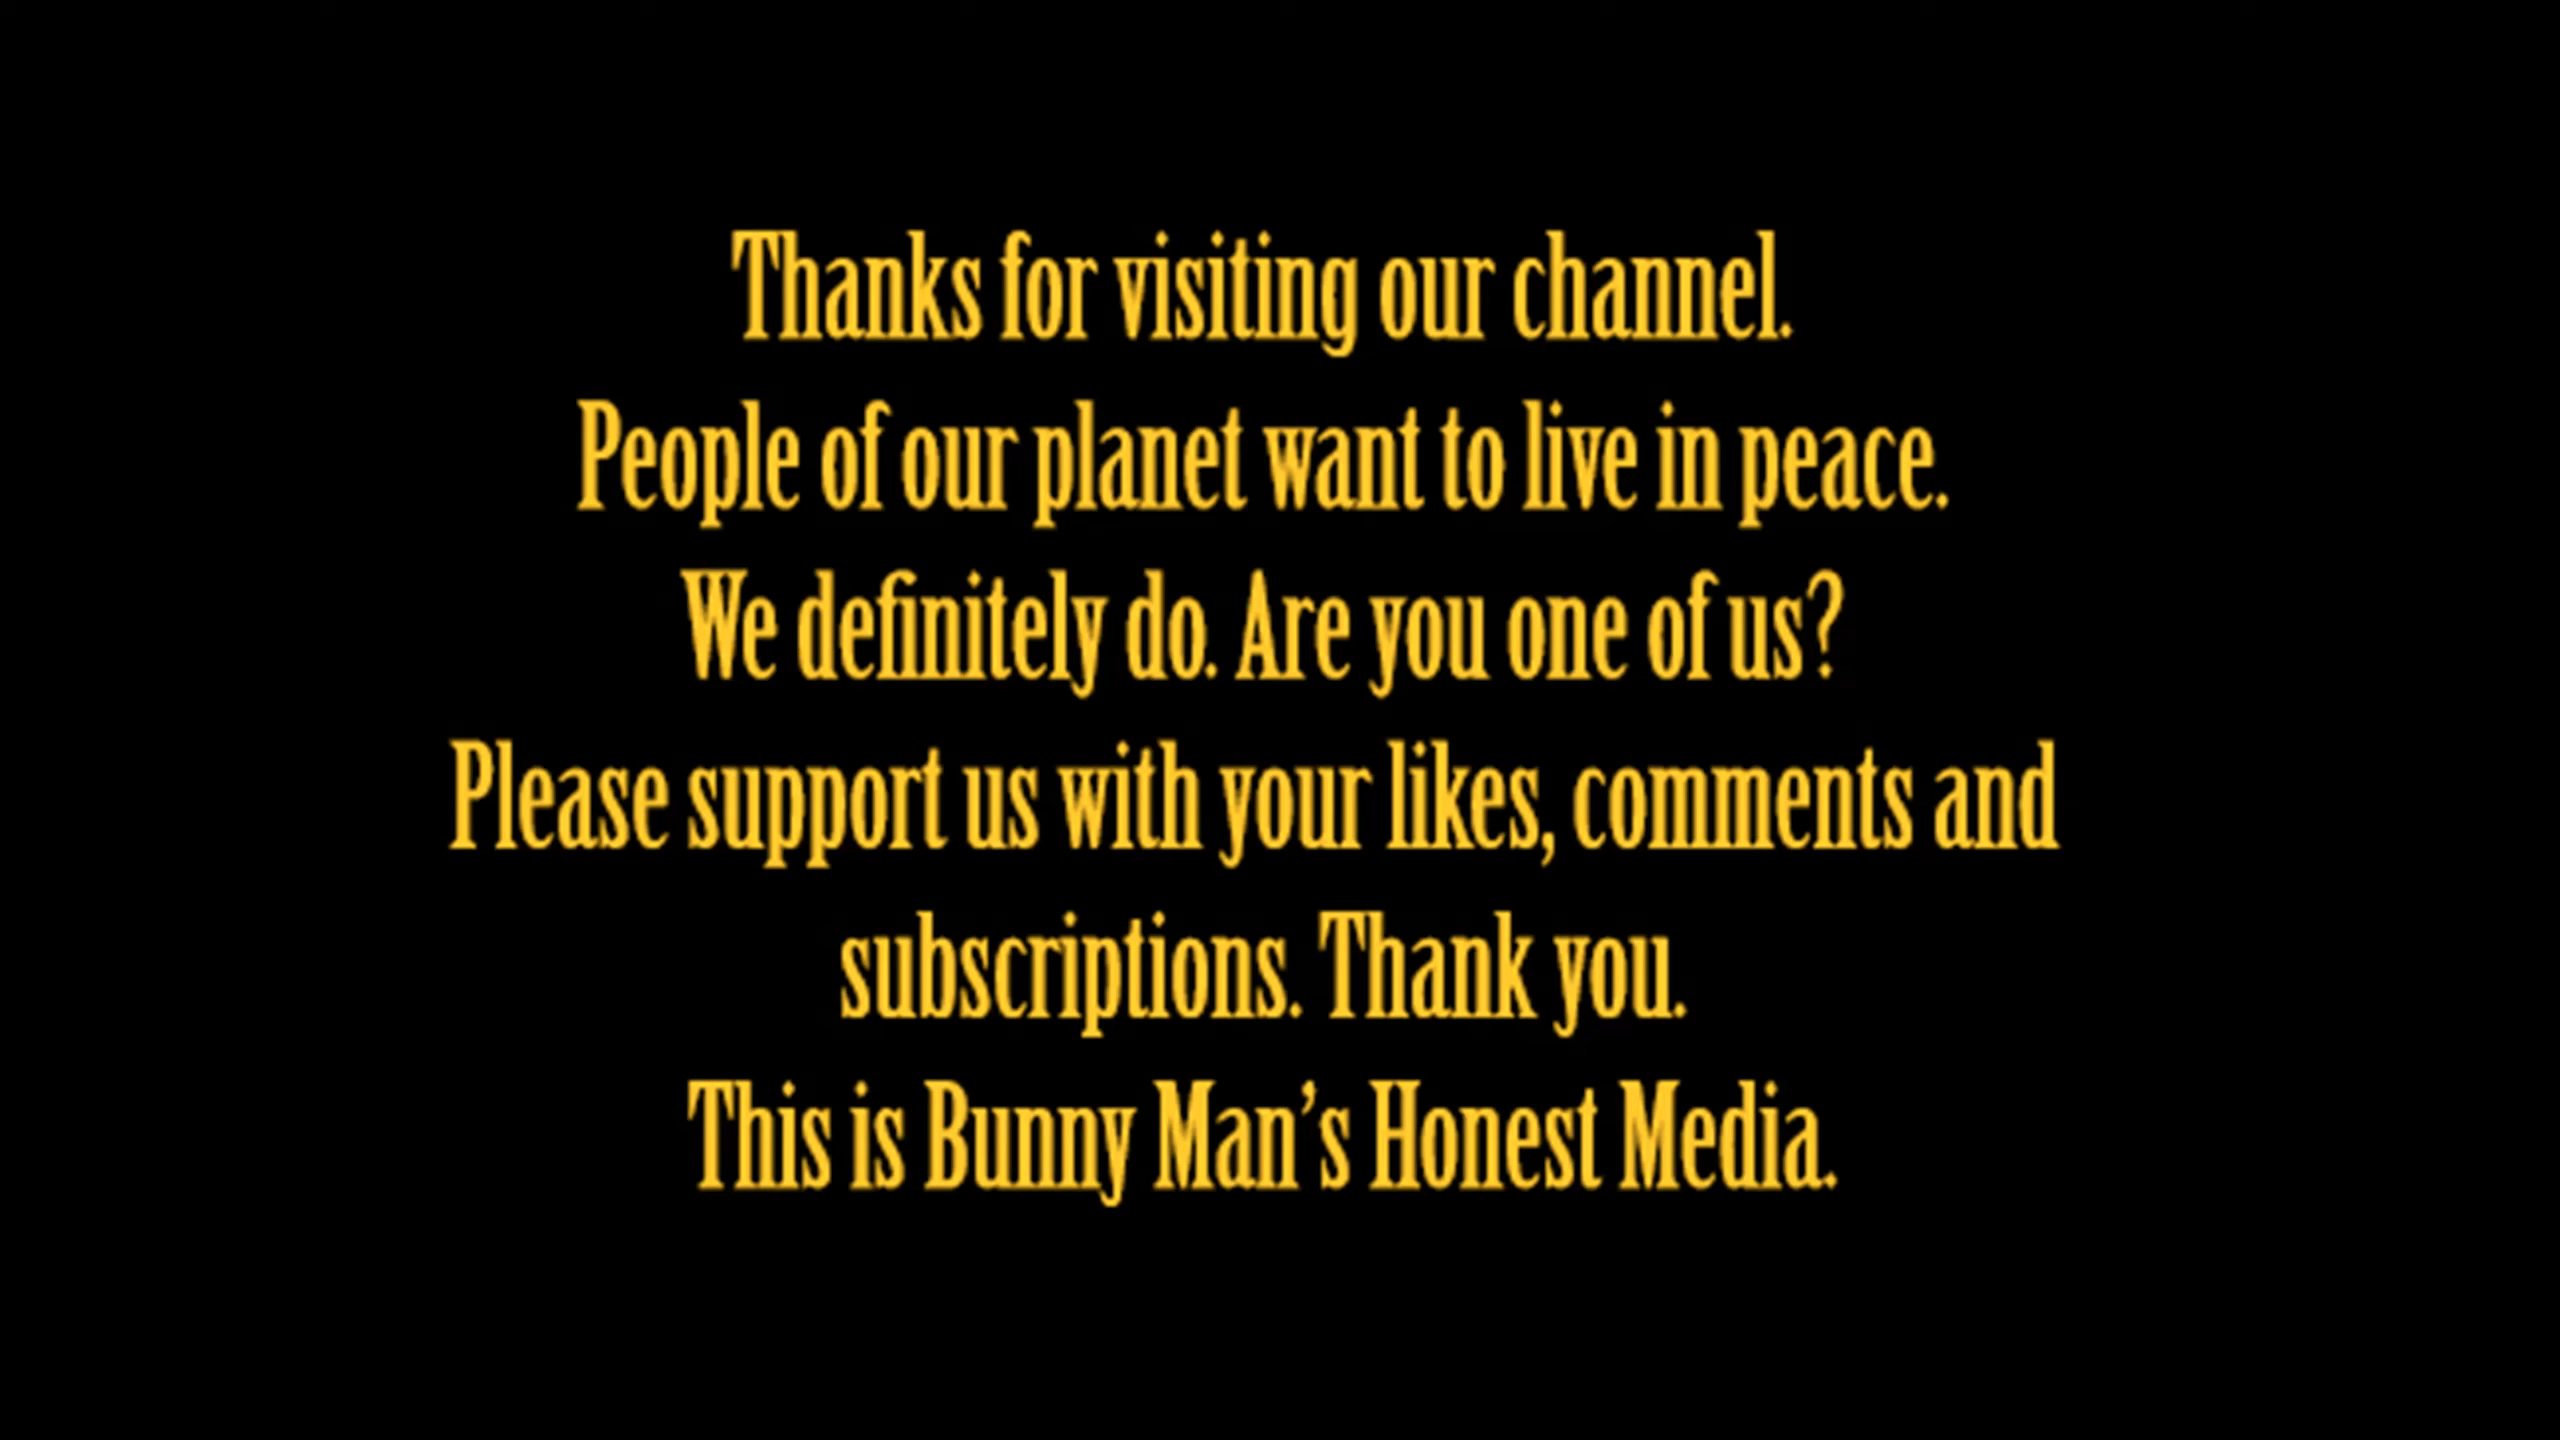 Thanks for visiting our channel.
People of our planet want to live in peace.
We definitely do. Are you one of us?
Please support us with your likes, comments and
subscriptions. Thank you.
This is Bunny Man’s Honest Media.